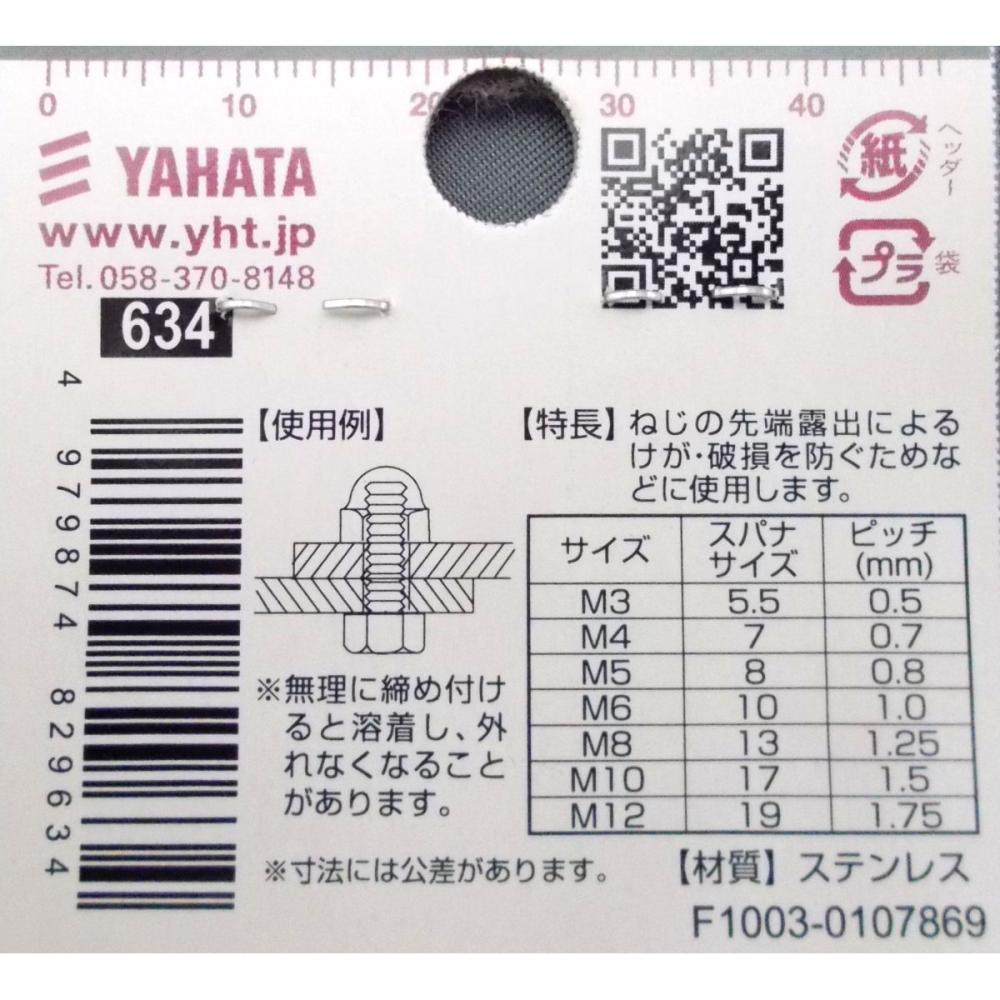 0 10 20 30 40
YAHATA
www.yht.jp
Tel.058-370-8148
紙
ヘッダー
プラ
袋
634
4 979874 829634
【使用例】
※無理に締め付け
ると溶着し、外
れなくなること
があります。
【特長】ねじの先端露出による
けが・破損を防ぐためな
どに使用します。
サイズ スパナサイズ ピッチ(mm)
M3 5.5 0.5
M4 7 0.7
M5 8 0.8
M6 10 1.0
M8 13 1.25
M10 17 1.5
M12 19 1.75
※寸法には公差があります。
【材質】ステンレス
F1003-0107869